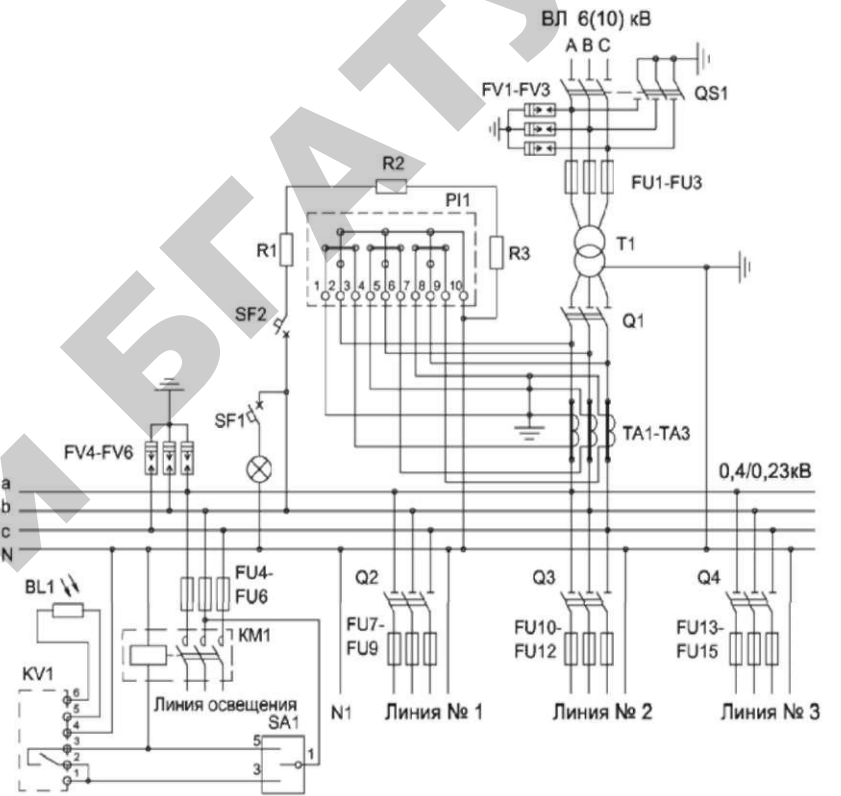 ВЛ 6(10) кВ
A B C
FV1-FV3
QS1
R2
FU1-FU3
PI1
R1
R3
T1
1 2 3 4 5 6 7 8 9 10
SF2
Q1
SF1
TA1-TA3
FV4-FV6
0,4/0,23кВ
a
b
c
N
BL1
FU4-
FU6
Q2
Q3
Q4
FU7-
FU9
FU10-
FU12
FU13-
FU15
KM1
KV1
6
5
4
3
2
1
Линия освещения
N1
Линия № 1
Линия № 2
Линия № 3
SA1
5
1
3
И БГАТУ